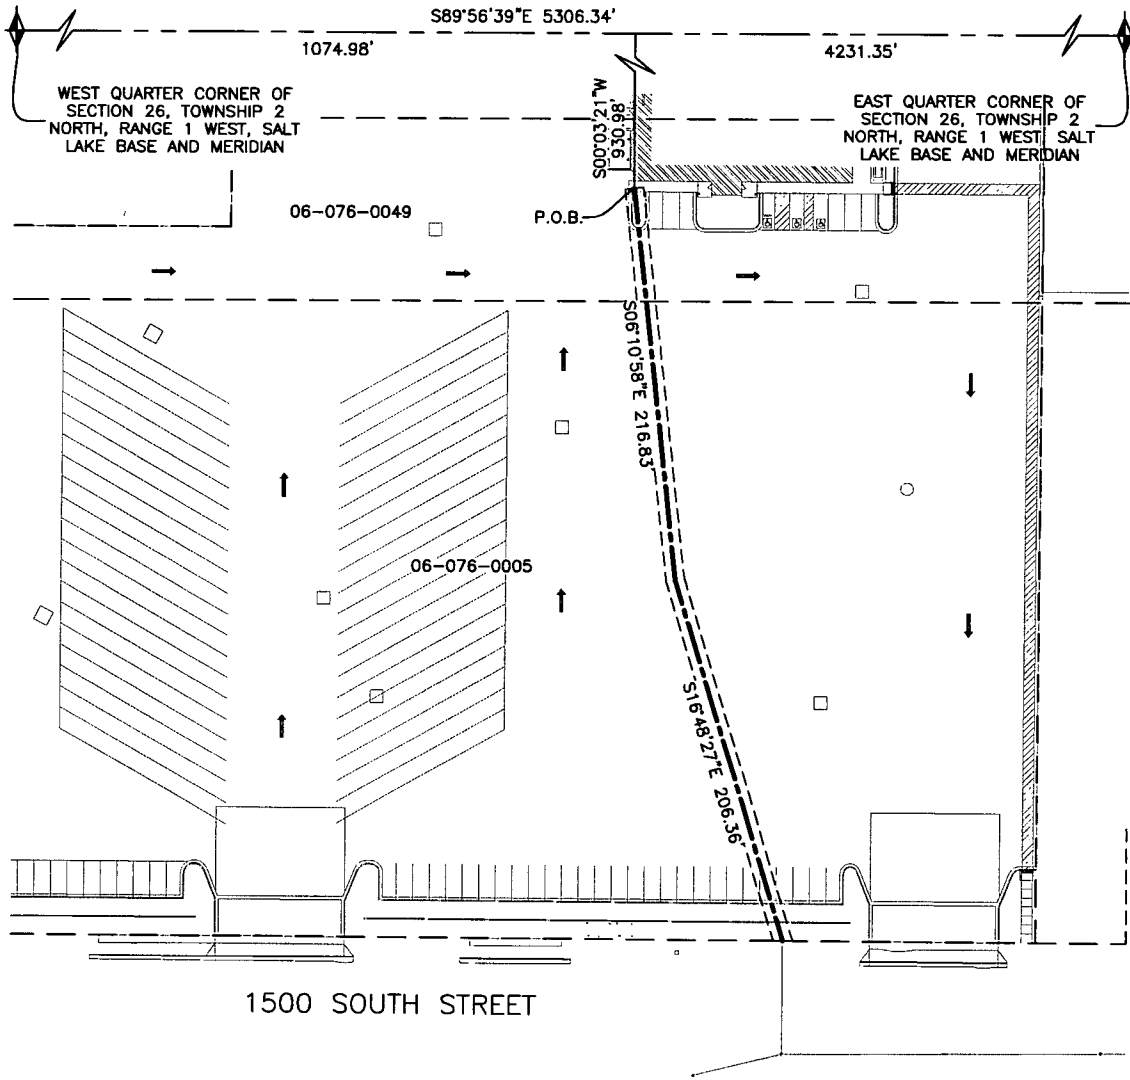 S89°56'39"E 5306.34'
1074.98'
4231.35'
WEST QUARTER CORNER OF
SECTION 26, TOWNSHIP 2
NORTH, RANGE 1 WEST, SALT
LAKE BASE AND MERIDIAN
S00°03'21"W
930.98'
EAST QUARTER CORNER OF
SECTION 26, TOWNSHIP 2
NORTH, RANGE 1 WEST, SALT
LAKE BASE AND MERIDIAN
06-076-0049
P.O.B.
S06°10'58"E 216.83'
06-076-0005
S16°48'27"E 206.36'
1500 SOUTH STREET